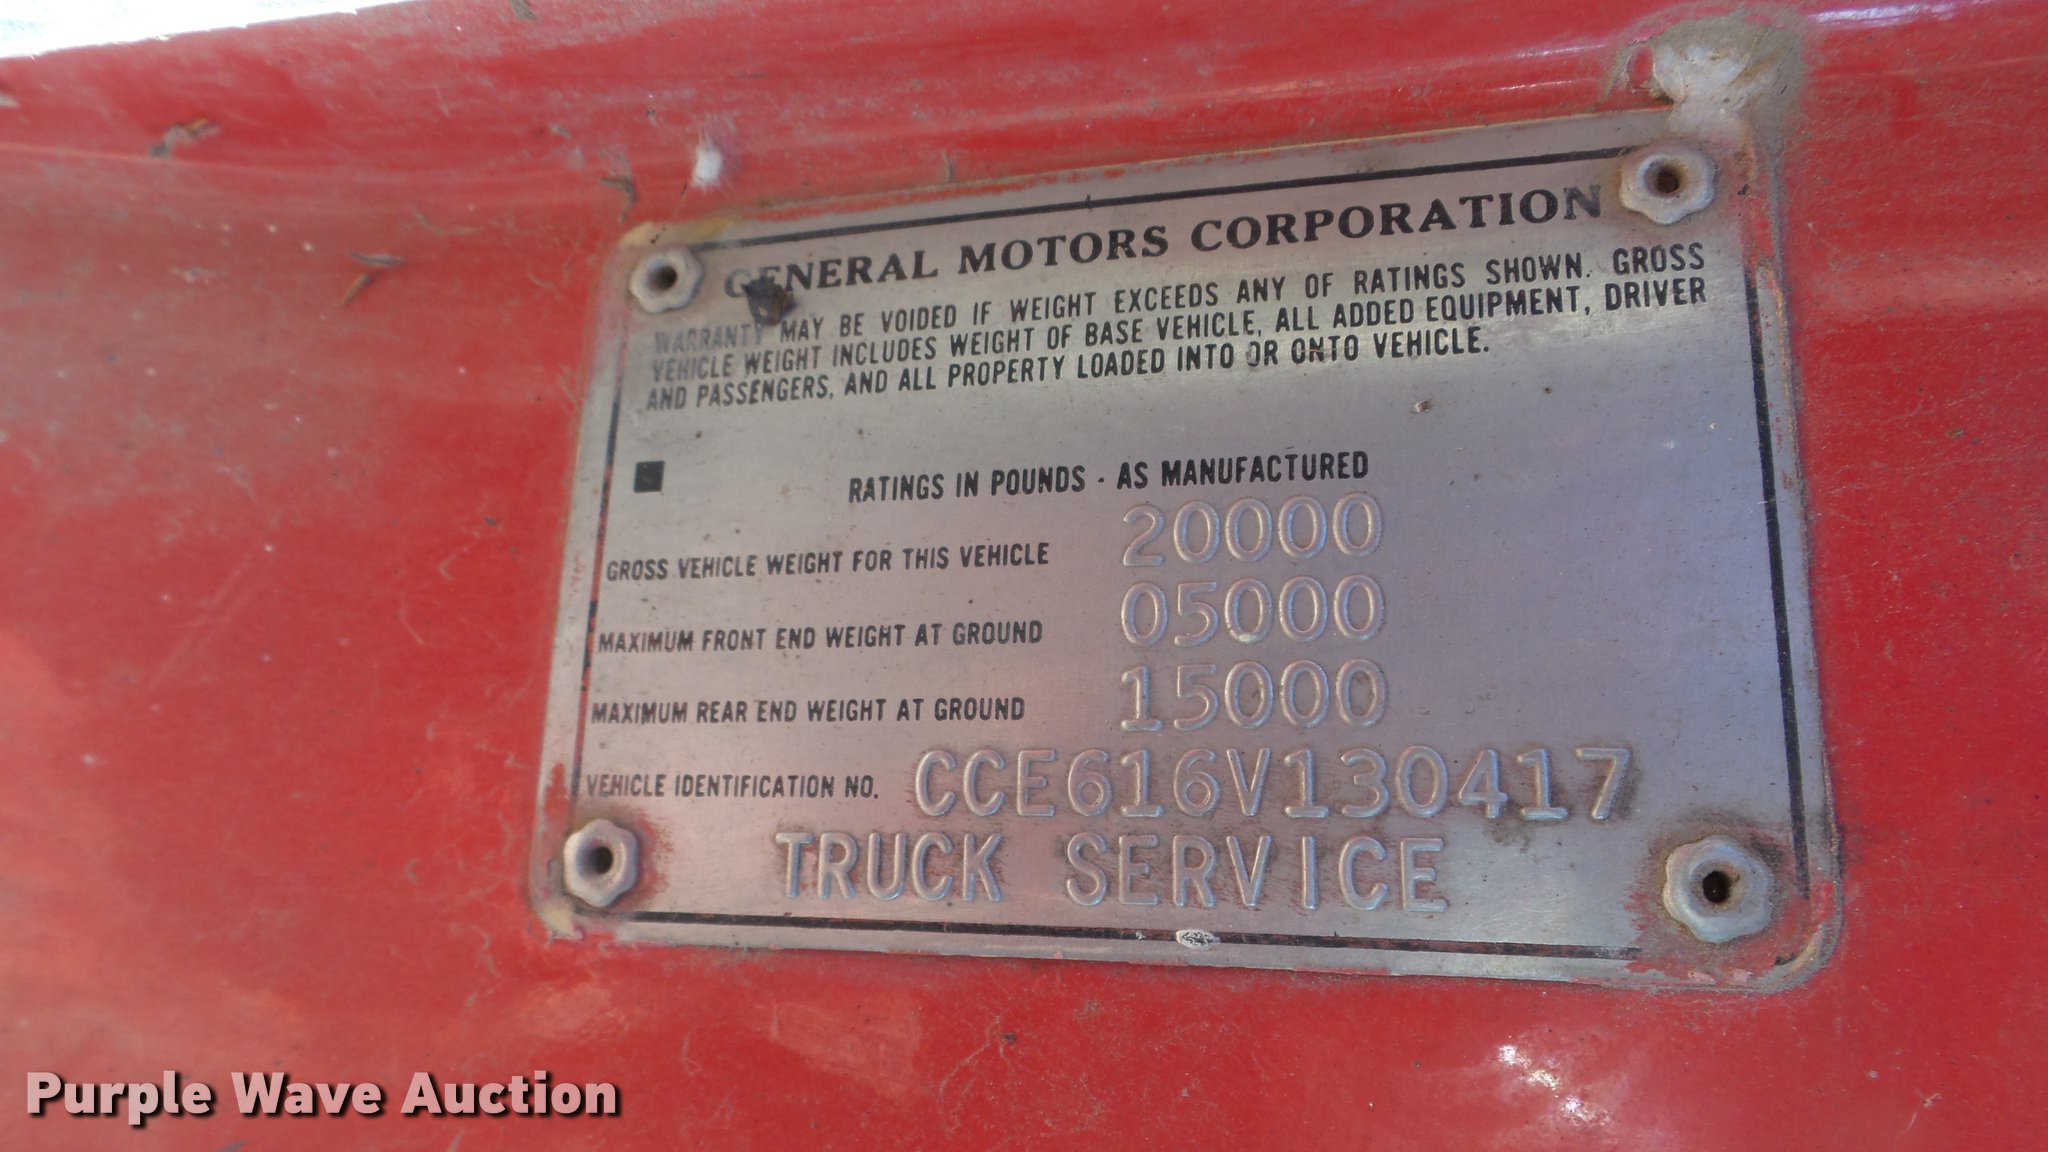 GENERAL MOTORS CORPORATION
WARRANTY MAY BE VOIDED IF WEIGHT EXCEEDS ANY OF RATINGS SHOWN. GROSS
VEHICLE WEIGHT INCLUDES WEIGHT OF BASE VEHICLE, ALL ADDED EQUIPMENT, DRIVER
AND PASSENGERS, AND ALL PROPERTY LOADED INTO OR ONTO VEHICLE.
RATINGS IN POUNDS - AS MANUFACTURED
GROSS VEHICLE WEIGHT FOR THIS VEHICLE 20000
MAXIMUM FRONT END WEIGHT AT GROUND 05000
MAXIMUM REAR END WEIGHT AT GROUND 15000
VEHICLE IDENTIFICATION NO. CCE616V130417
TRUCK SERVICE
Purple Wave Auction